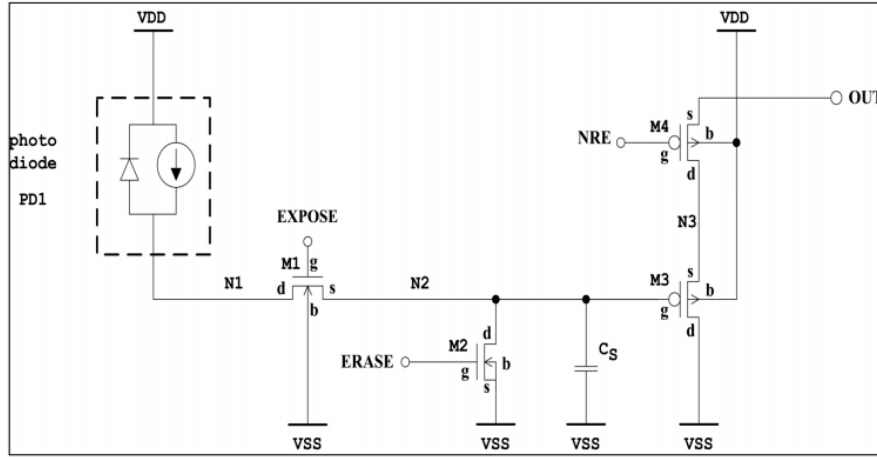 VDD
VDD
OUT
s
M4
b
NRE
g
d
photo
diode
PD1
EXPOSE
N3
M1
g
N1
d
s
N2
b
M3
s
b
g
d
d
M2
b
ERASE
g
s
CS
VSS
VSS
VSS
VSS